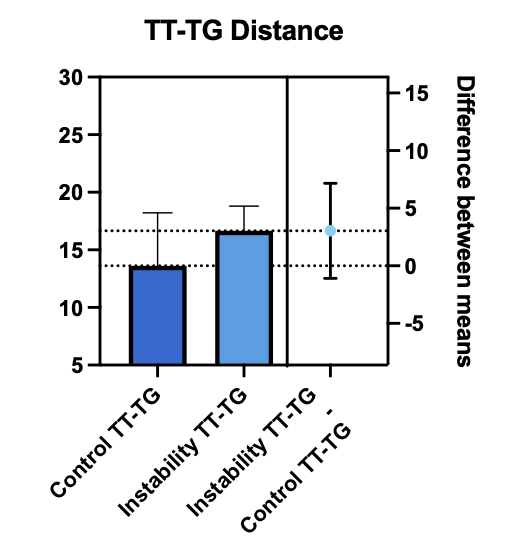 TT-TG Distance
30
25
20
15
10
5
15
10
5
0
-5
Difference between means
Control TT-TG
Instability TT-TG
Instability TT-TG
-
Control TT-TG